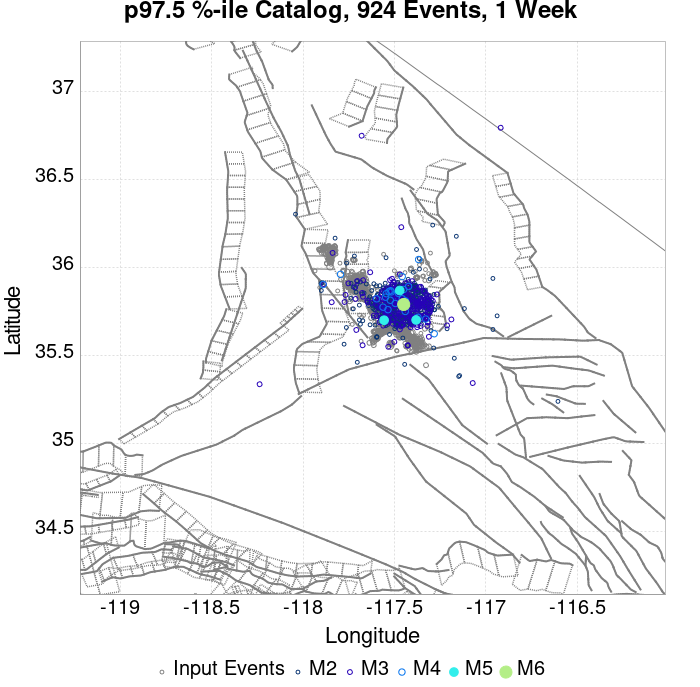 p97.5 %-ile Catalog, 924 Events, 1 Week
37
36.5
36
35.5
35
34.5
Latitude
-119 -118.5 -118 -117.5 -117 -116.5
Longitude
Input Events M2 M3 M4 M5 M6